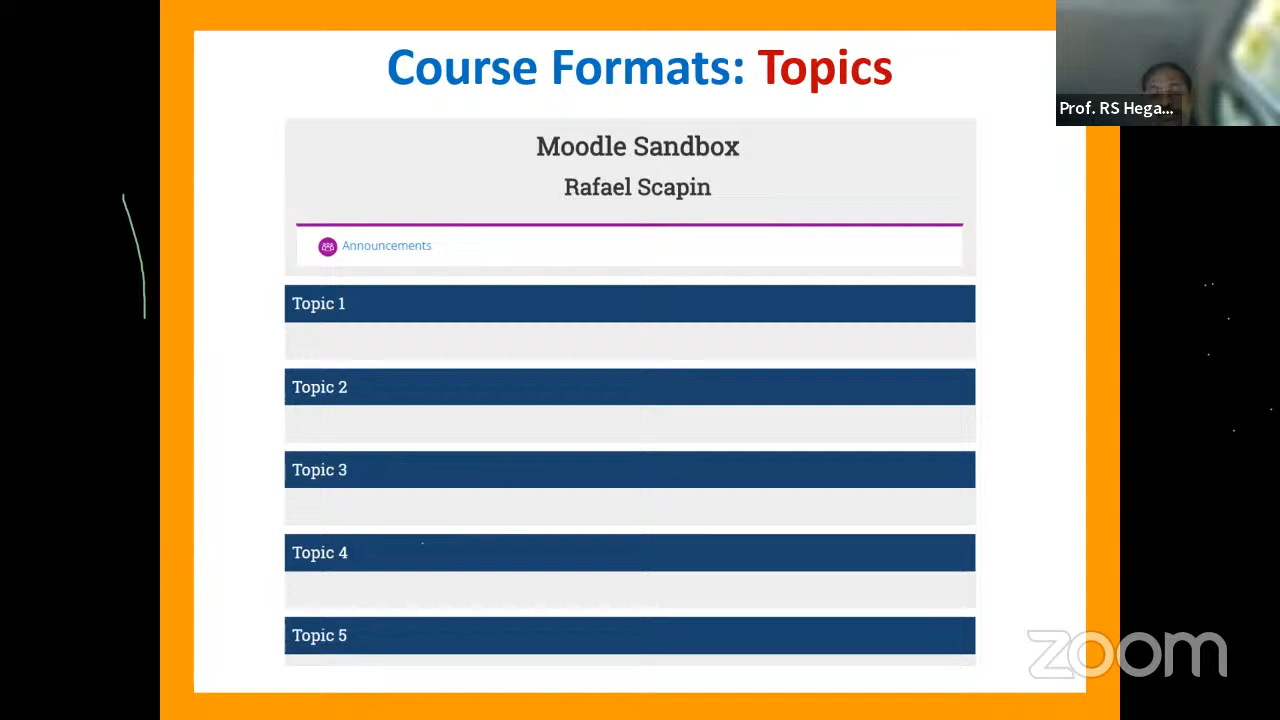 Course Formats: Topics
Prof. RS Hega...
Moodle Sandbox
Rafael Scapin
Announcements
Topic 1
Topic 2
Topic 3
Topic 4
Topic 5
zoom